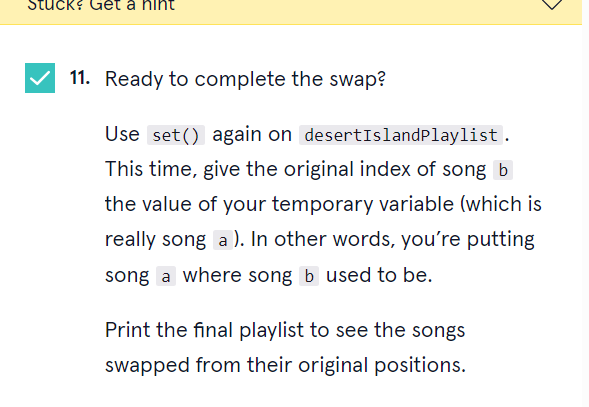 Stuck? Get a hint
11. Ready to complete the swap?
Use set() again on desertIslandPlaylist.
This time, give the original index of song b
the value of your temporary variable (which is
really song a). In other words, you’re putting
song a where song b used to be.
Print the final playlist to see the songs
swapped from their original positions.